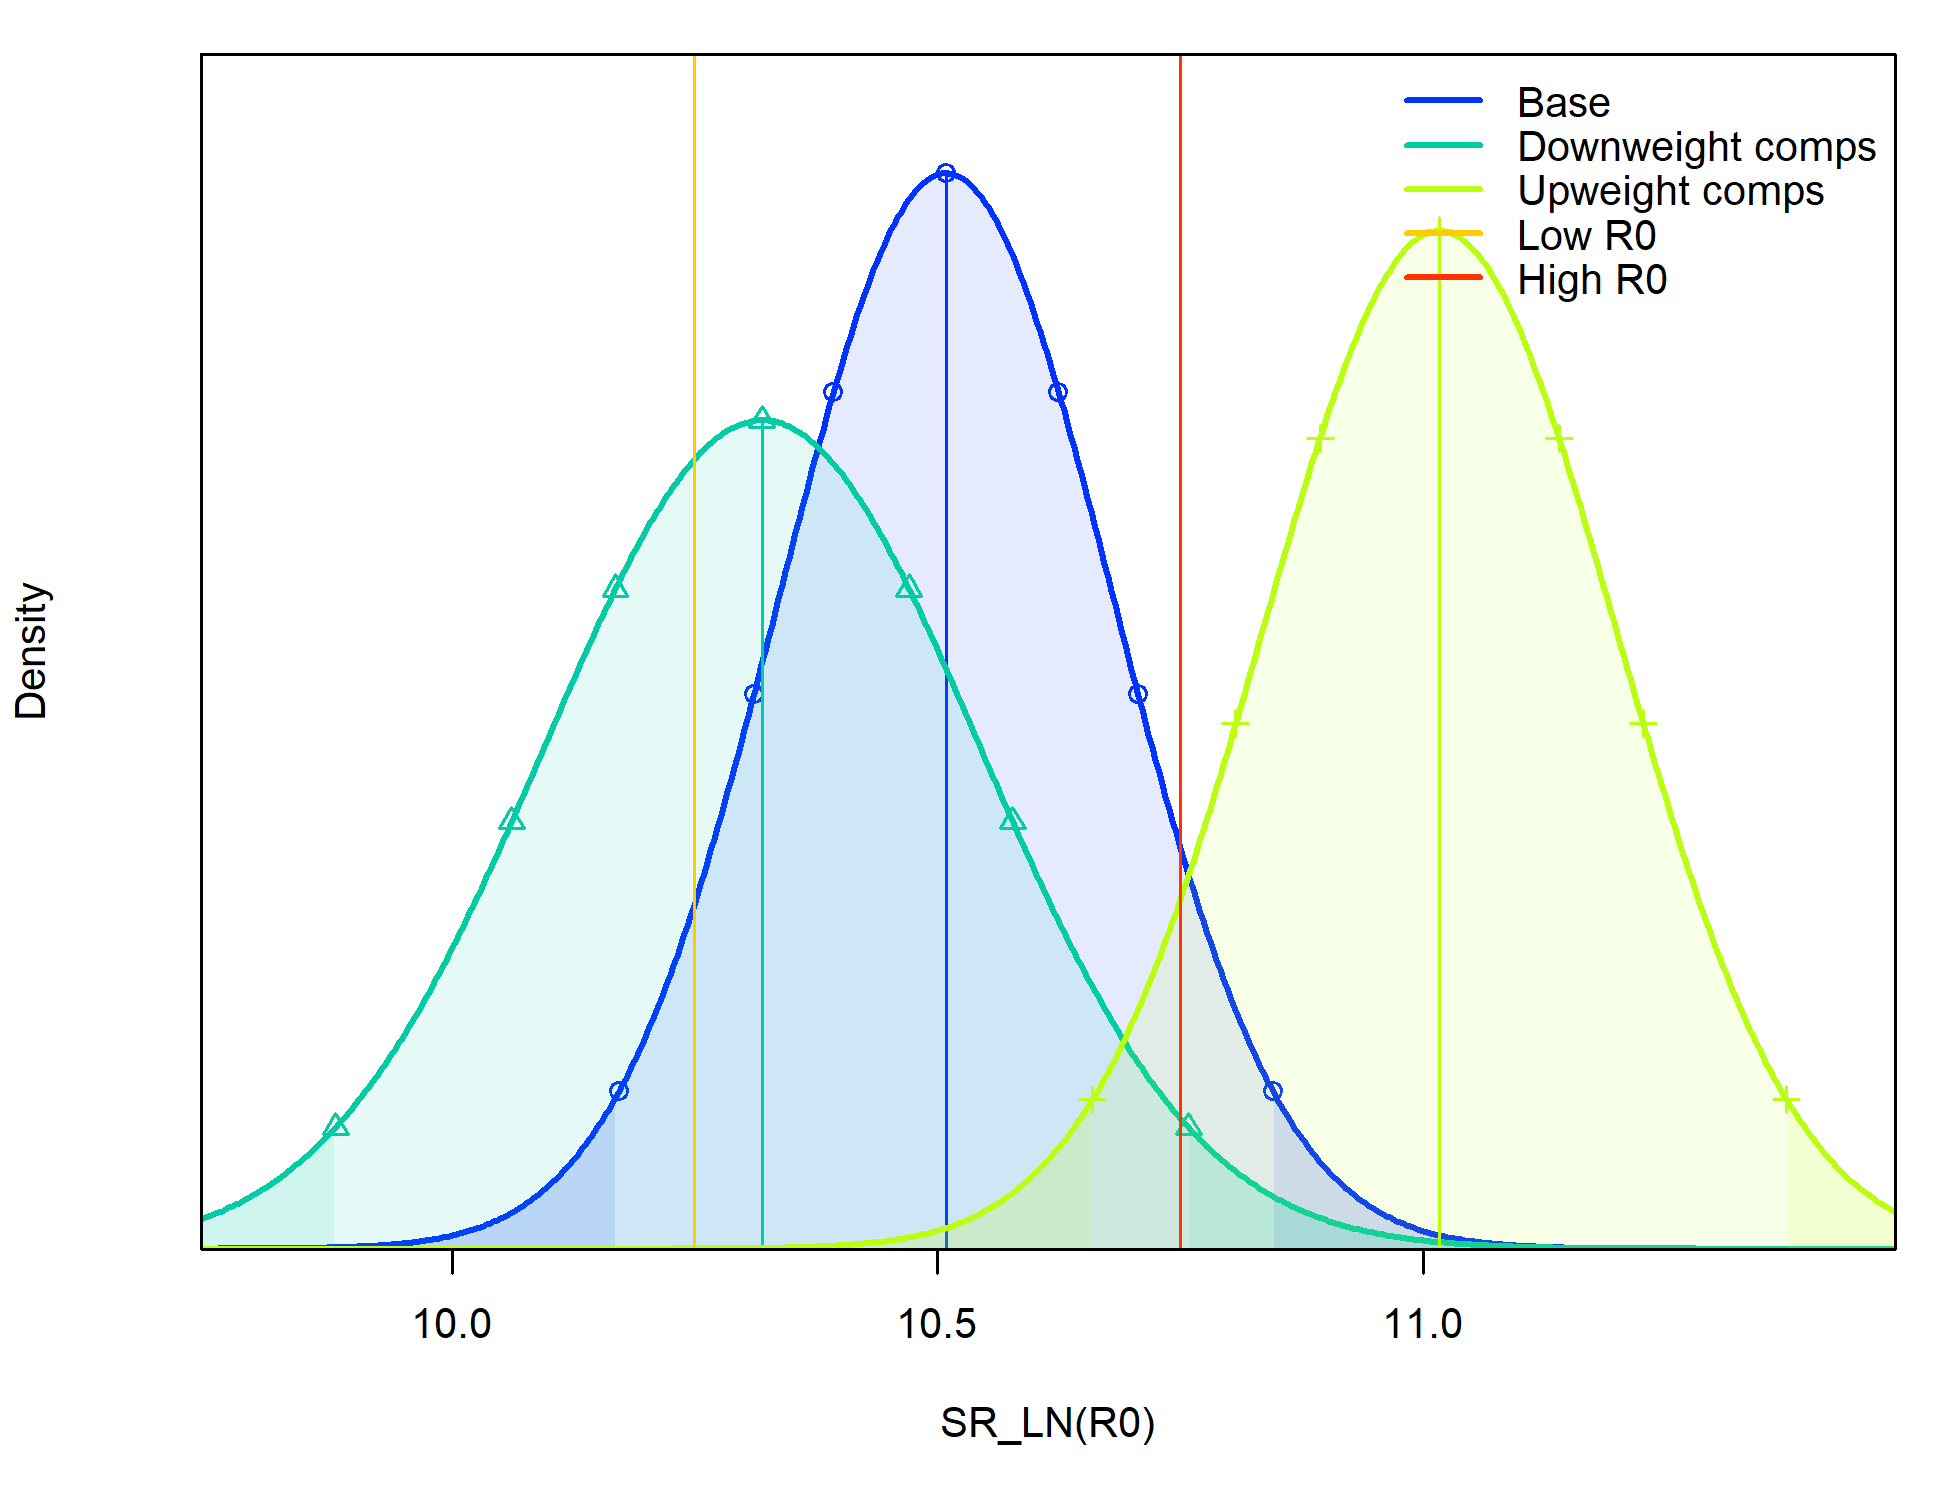 Base
Downweight comps
Upweight comps
Low R0
High R0
Density
10.0
10.5
11.0
SR_LN(R0)